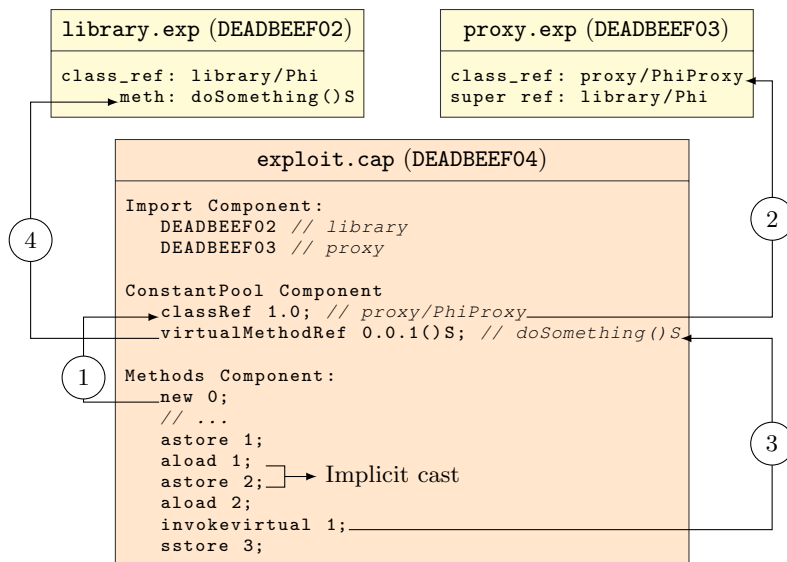 library.exp (DEADBEEF02)
class_ref: library/Phi
meth: doSomething()S
proxy.exp (DEADBEEF03)
class_ref: proxy/PhiProxy
super ref: library/Phi
exploit.cap (DEADBEEF04)
Import Component:
DEADBEEF02 // library
DEADBEEF03 // proxy
ConstantPool Component
classRef 1.0; // proxy/PhiProxy
virtualMethodRef 0.0.1()S; // doSomething()S
Methods Component:
new 0;
// ...
astore 1;
aload 1;
astore 2;
Implicit cast
aload 2;
invokevirtual 1;
sstore 3;
4
2
1
3